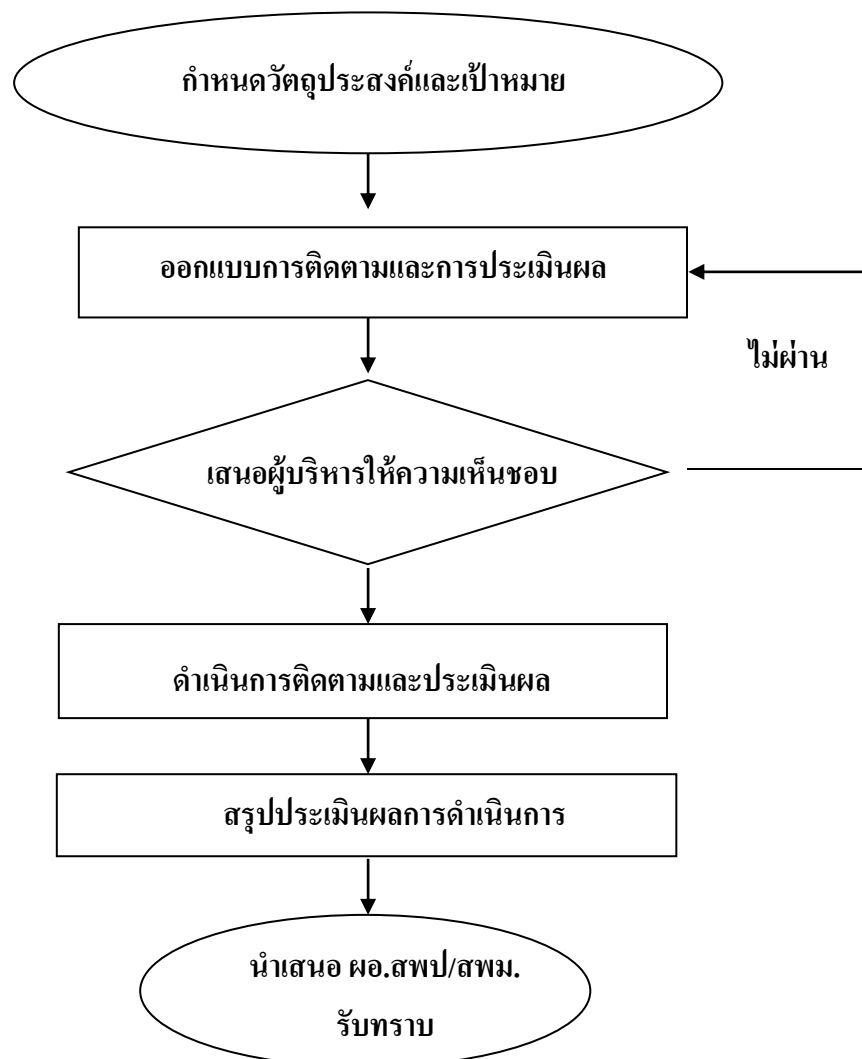 กำหนดวัตถุประสงค์และเป้าหมาย
ออกแบบการติดตามและการประเมินผล
ไม่ผ่าน
เสนอผู้บริหารให้ความเห็นชอบ
ดำเนินการติดตามและประเมินผล
สรุปประเมินผลการดำเนินการ
นำเสนอ ผอ.สพป/สพม.
รับทราบ